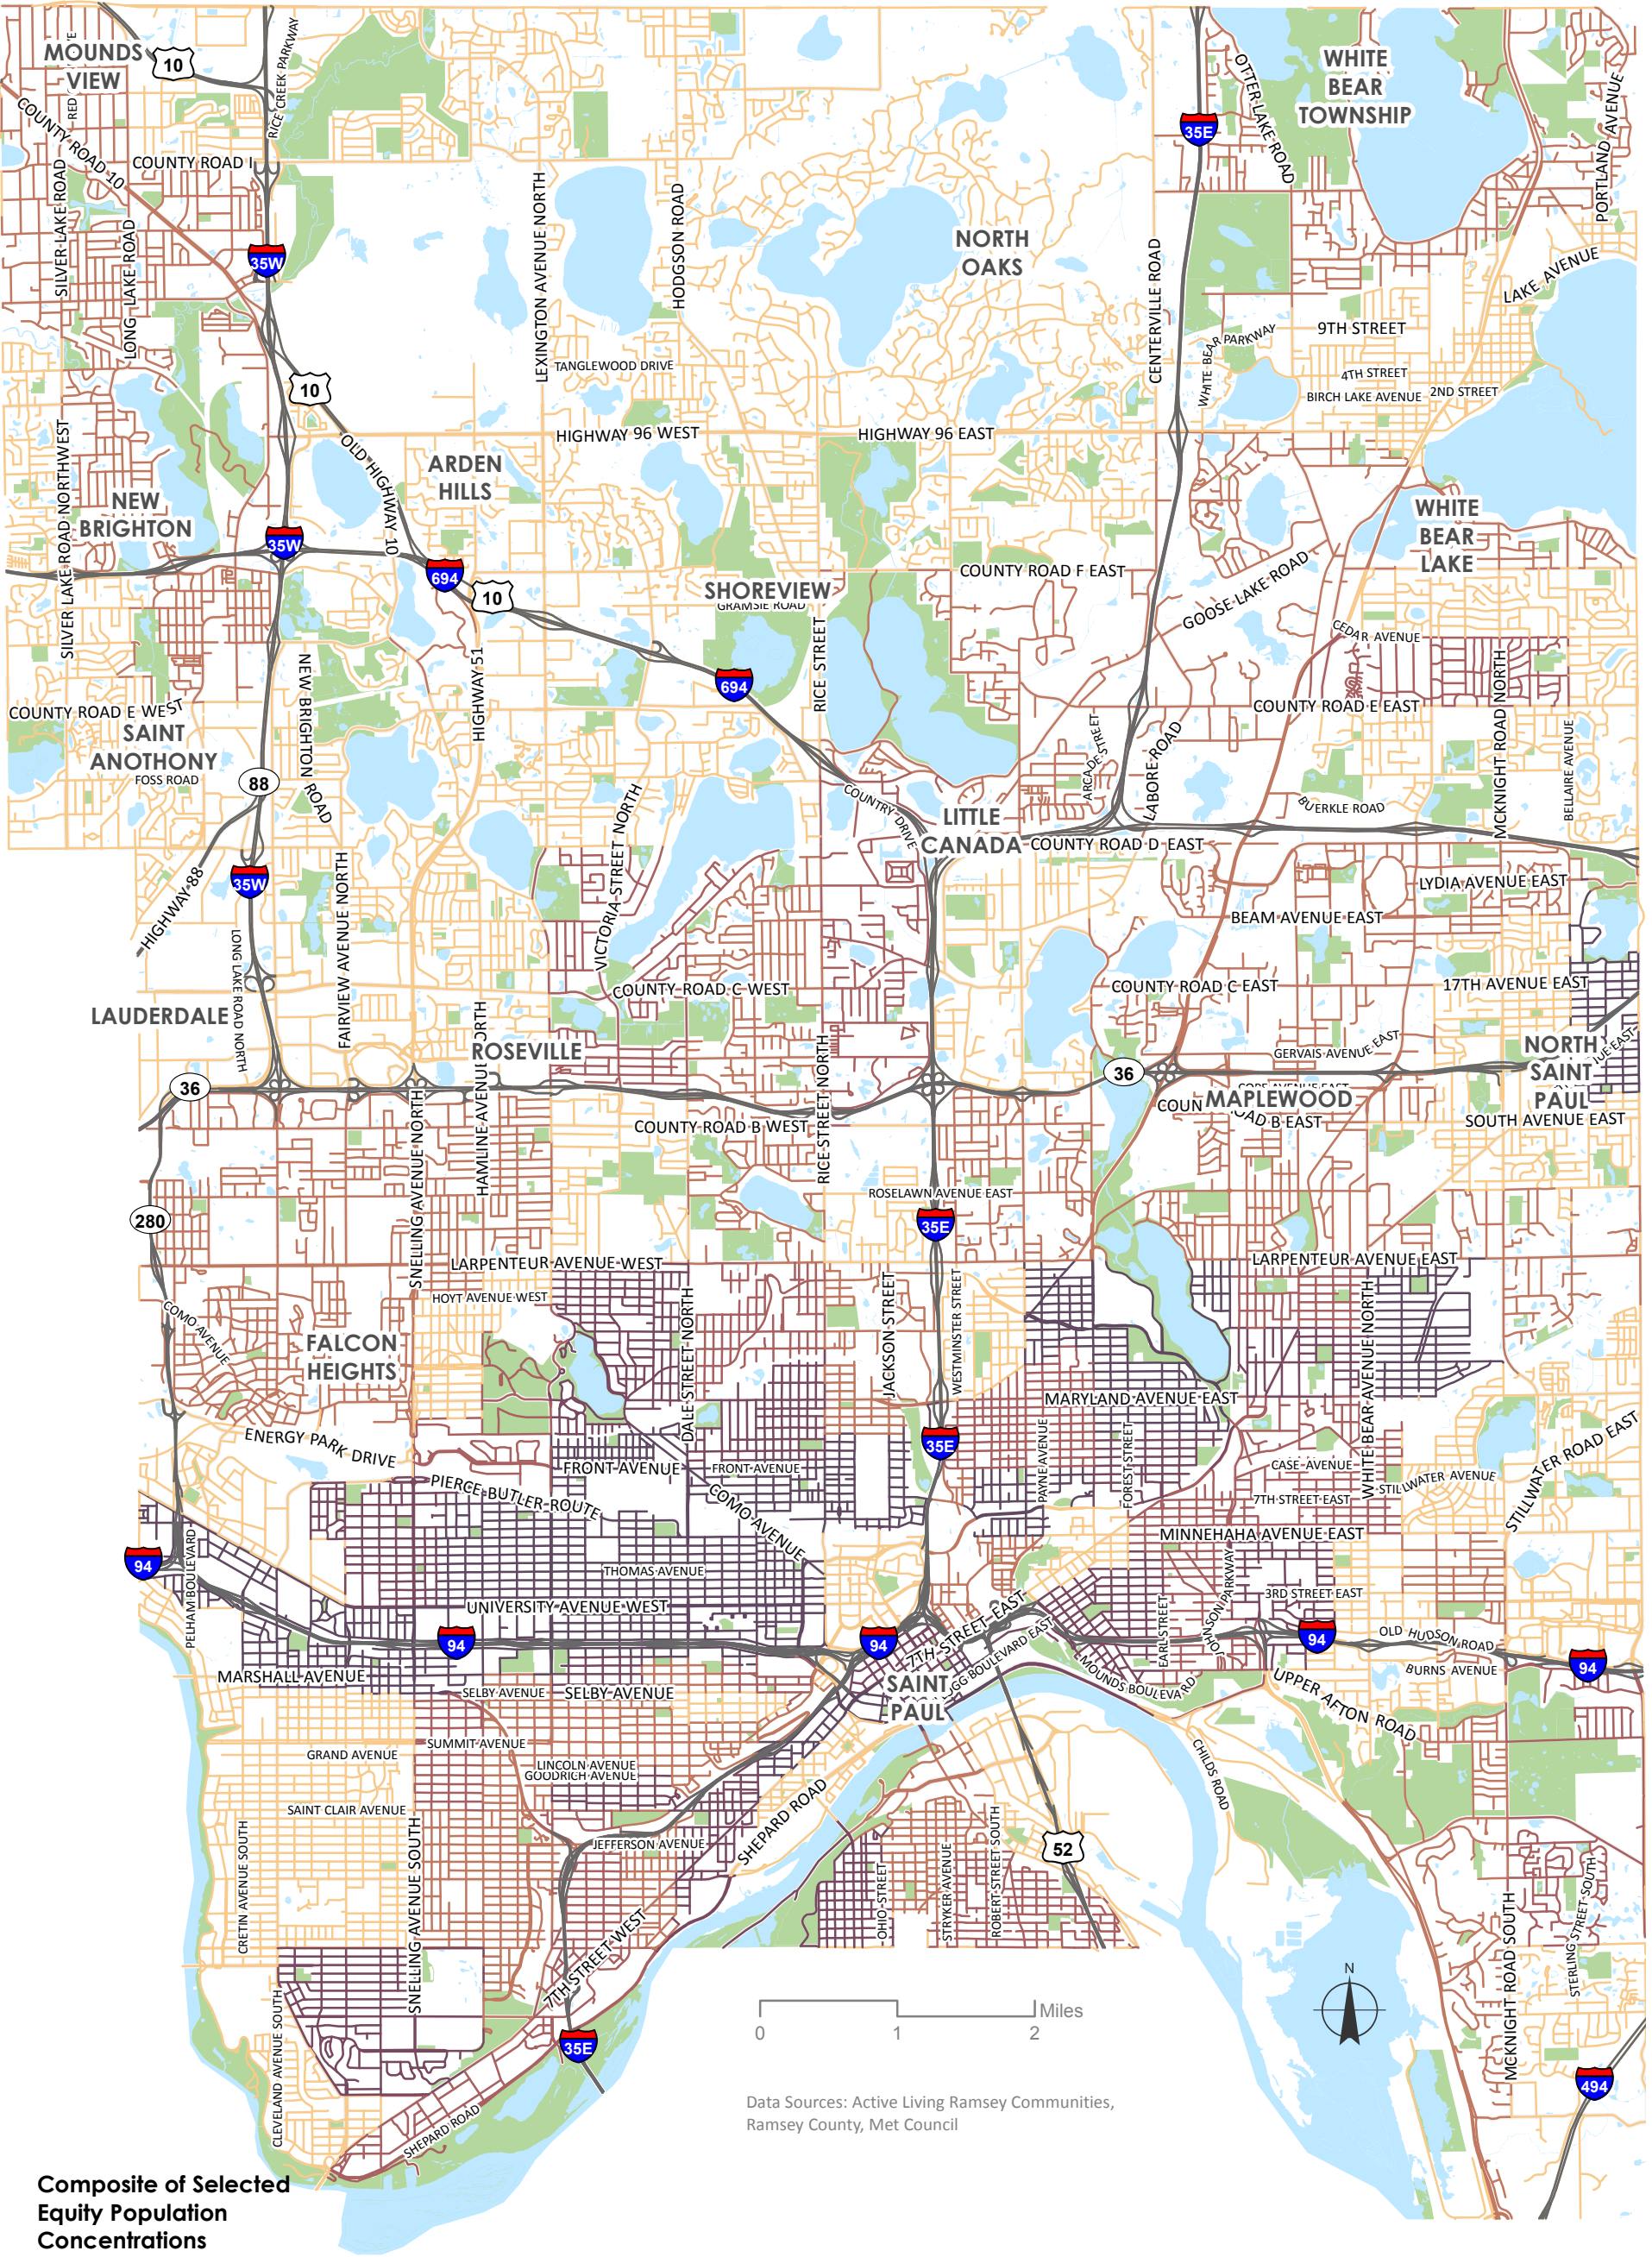 MOUNDS
VIEW
10
RICE CREEK PARKWAY
COUNTY ROAD 10
COUNTY ROAD I
SILVER LAKE ROAD
LONG LAKE ROAD
35W
LEXINGTON AVENUE NORTH
HODGSON ROAD
NORTH
OAKS
CENTERVILLE ROAD
35E
OTTER LAKE ROAD
WHITE
BEAR
TOWNSHIP
PORTLAND AVENUE
LAKE AVENUE
9TH STREET
WHITE BEAR PARKWAY
4TH STREET
BIRCH LAKE AVENUE
2ND STREET
TANGLEWOOD DRIVE
10
OLD HIGHWAY 10
HIGHWAY 96 WEST
HIGHWAY 96 EAST
ARDEN
HILLS
SILVER LAKE ROAD NORTHWEST
NEW
BRIGHTON
35W
694
10
WHITE
BEAR
LAKE
COUNTY ROAD F EAST
GOOSE LAKE ROAD
SHOREVIEW
GRAMSIE ROAD
RICE STREET
CEDAR AVENUE
694
NEW BRIGHTON ROAD
HIGHWAY 51
COUNTY ROAD E WEST
SAINT
ANOTHONY
FOSS ROAD
88
COUNTY ROAD E EAST
MCKNIGHT ROAD NORTH
BELLAIRE AVENUE
ARCADE STREET
LABORE ROAD
BUERKLE ROAD
COUNTRY DRIVE
LITTLE
CANADA
COUNTY ROAD D EAST
HIGHWAY 88
35W
VICTORIA STREET NORTH
FAIRVIEW AVENUE NORTH
LONG LAKE ROAD NORTH
LYDIA AVENUE EAST
BEAM AVENUE EAST
COUNTY ROAD C WEST
COUNTY ROAD C EAST
17TH AVENUE EAST
LAUDERDALE
ROSEVILLE
GERVAIS AVENUE EAST
NORTH
SAINT
PAUL
36
36
MAPLEWOOD
SNELLING AVENUE NORTH
HAMLINE AVENUE NORTH
COUNTY ROAD B WEST
RICE STREET NORTH
SOUTH AVENUE EAST
ROSELAWN AVENUE EAST
280
35E
LARPENTEUR AVENUE WEST
LARPENTEUR AVENUE EAST
HOYT AVENUE WEST
COMO AVENUE
FALCON
HEIGHTS
DALE STREET NORTH
JACKSON STREET
WESTMINSTER STREET
WHITE BEAR AVENUE NORTH
MARYLAND AVENUE EAST
ENERGY PARK DRIVE
35E
PAYNE AVENUE
FOREST STREET
FRONT AVENUE
FRONT AVENUE
CASE AVENUE
STILLWATER AVENUE
STILLWATER ROAD EAST
PIERCE BUTLER ROUTE
COMO AVENUE
7TH STREET EAST
MINNEHAHA AVENUE EAST
94
PELHAM BOULEVARD
THOMAS AVENUE
UNIVERSITY AVENUE WEST
JOHNSON PARKWAY
3RD STREET EAST
EARL STREET
94
94
7TH STREET EAST
94
OLD HUDSON ROAD
BURNS AVENUE
94
MARSHALL AVENUE
SELBY AVENUE
SELBY AVENUE
SAINT
PAUL
MOUNDS BOULEVARD
UPPER AFTON ROAD
SUMMIT AVENUE
GRAND AVENUE
LINCOLN AVENUE
GOODRICH AVENUE
CHILDS ROAD
SAINT CLAIR AVENUE
SHEPARD ROAD
JEFFERSON AVENUE
52
CRETIN AVENUE SOUTH
SNELLING AVENUE SOUTH
OHIO STREET
STRYKER AVENUE
ROBERT STREET SOUTH
MCKNIGHT ROAD SOUTH
STERLING STREET SOUTH
7TH STREET WEST
CLEVELAND AVENUE SOUTH
35E
SHEPARD ROAD
N
Miles
0 1 2
494
Data Sources: Active Living Ramsey Communities,
Ramsey County, Met Council
Composite of Selected
Equity Population
Concentrations